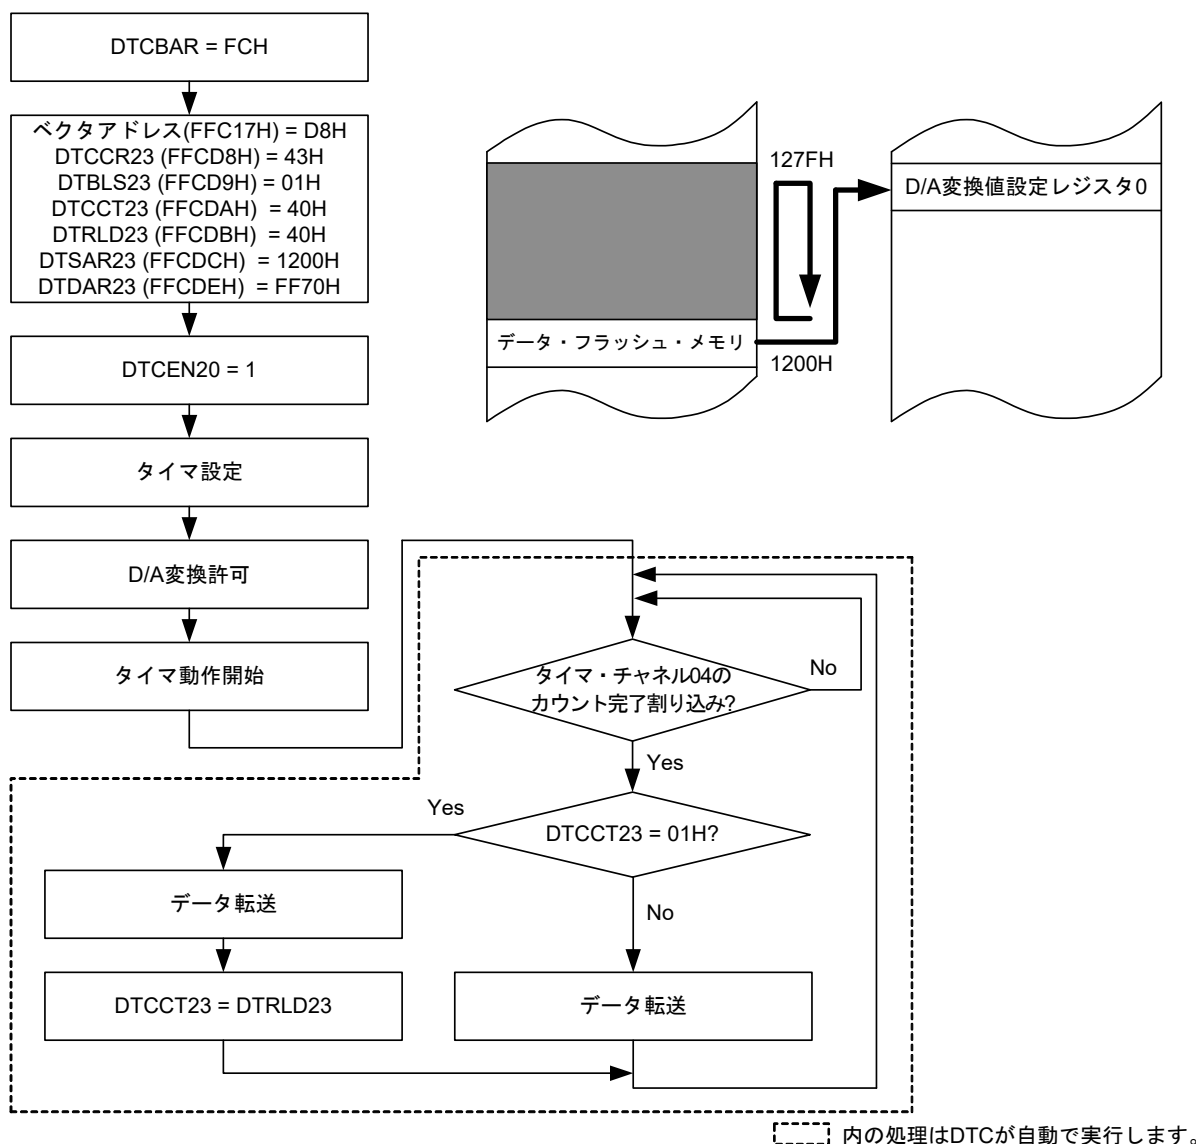 DTCBAR = FCH
ベクタアドレス(FFC17H) = D8H
DTCCR23 (FFCD8H) = 43H
DTBLS23 (FFCD9H) = 01H
DTCCT23 (FFCDAH) = 40H
DTRLD23 (FFCDBH) = 40H
DTSAR23 (FFCDCH) = 1200H
DTDAR23 (FFCDEH) = FF70H
DTCEN20 = 1
タイマ設定
D/A変換許可
タイマ動作開始
127FH
D/A変換値設定レジスタ0
データ・フラッシュ・メモリ
1200H
タイマ・チャネル04の
カウント完了割り込み?
No
Yes
DTCCT23 = 01H?
Yes
No
データ転送
DTCCT23 = DTRLD23
データ転送
内の処理はDTCが自動で実行します。